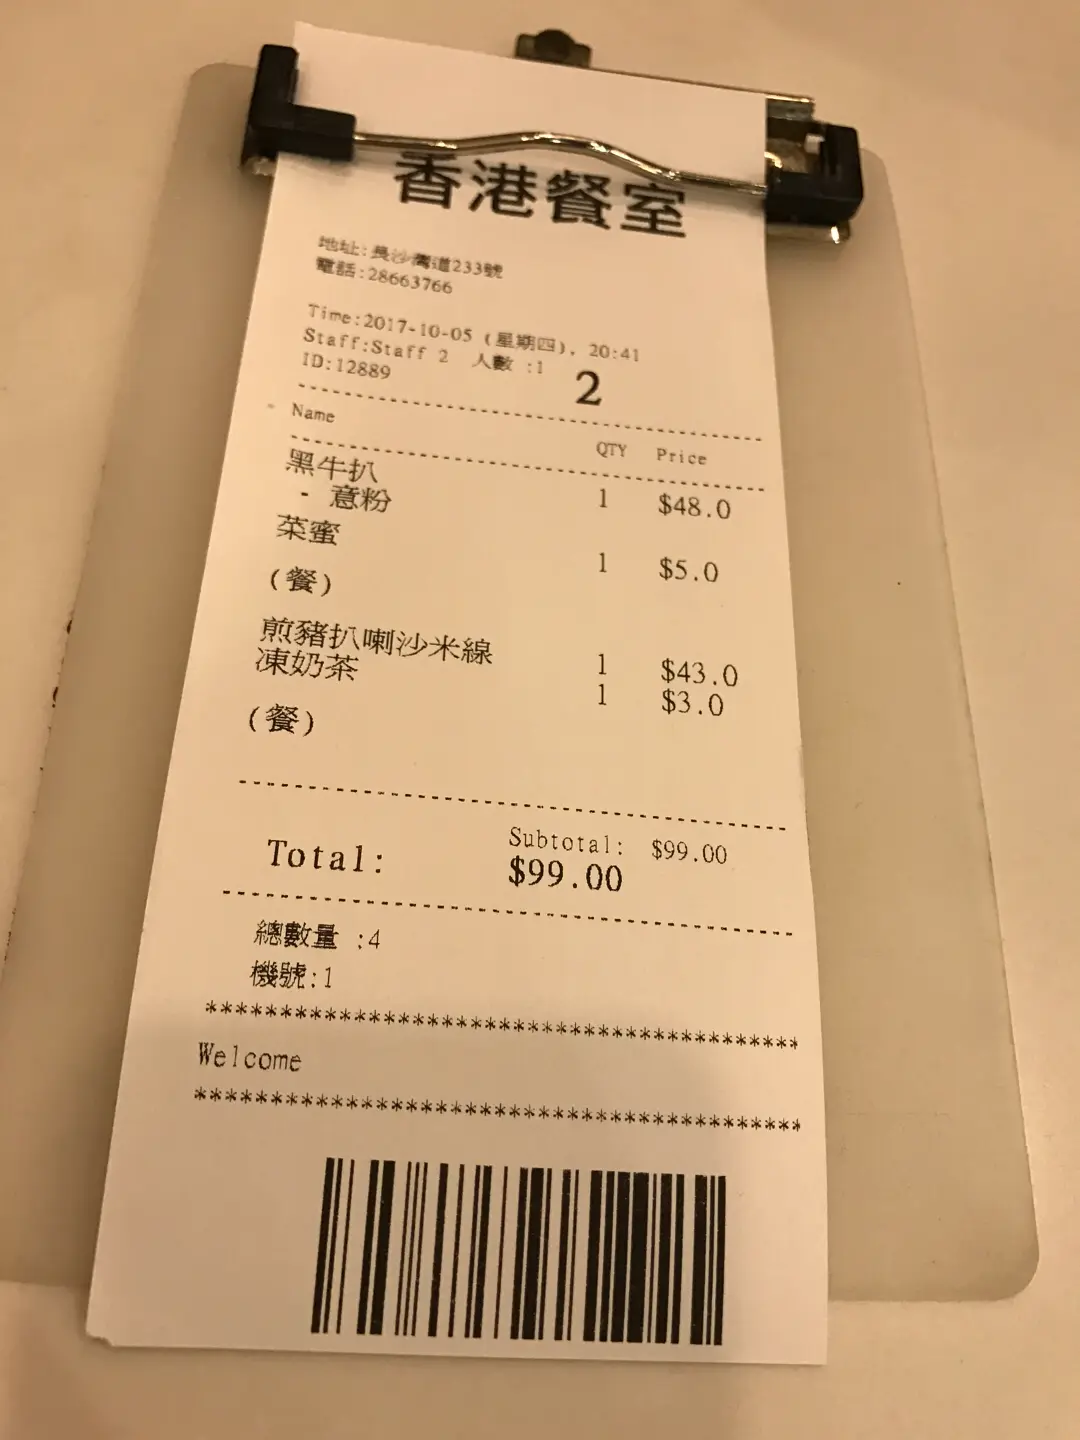 香港餐室
地址:長沙灣道233號
電話:28663766
Time:2017-10-05 (星期四), 20:41
Staff:Staff 2 人數 :1
ID:12889 2
Name QTY Price
黑牛扒 1 $48.0
- 意粉
菜蜜 1 $5.0
(餐)
煎豬扒喇沙米線 1 $43.0
凍奶茶 1 $3.0
(餐)
Subtotal: $99.00
Total: $99.00
總數量 :4
機號:1
******************************************
Welcome
******************************************